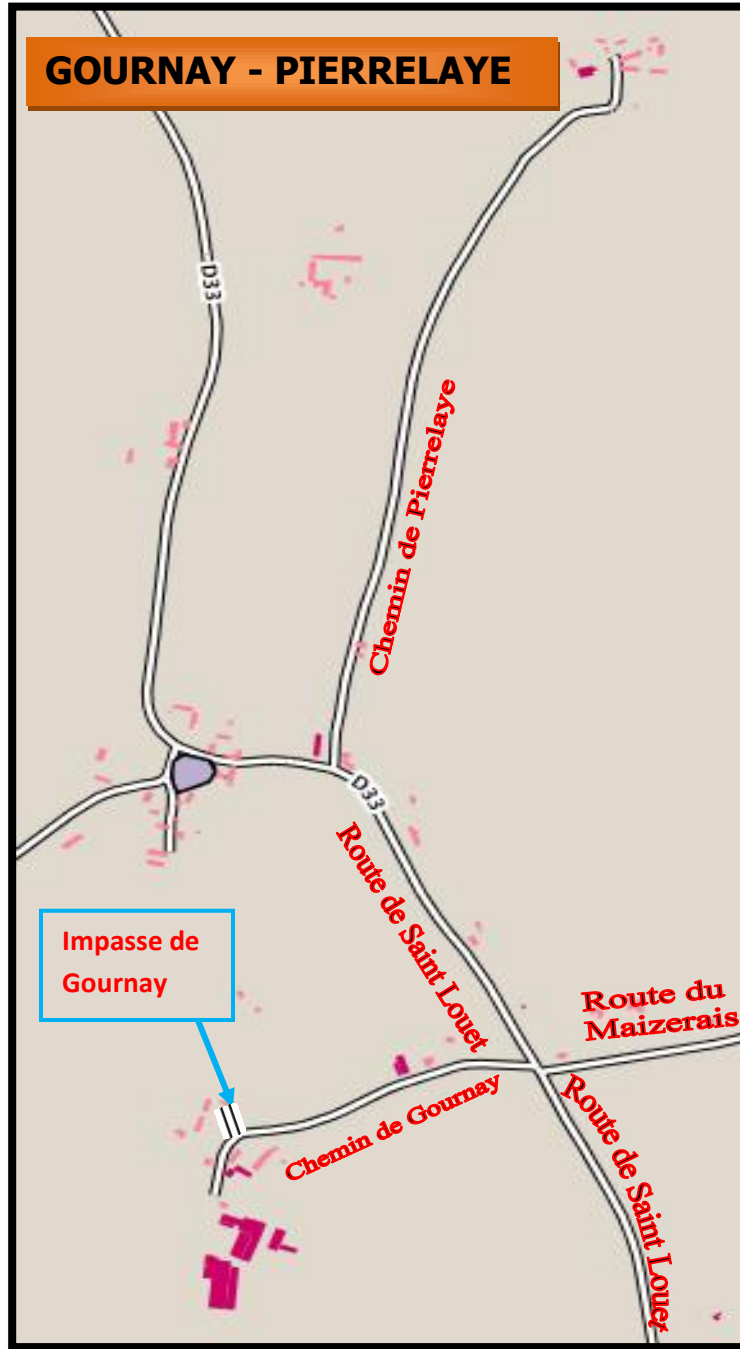 GOURNAY - PIERRELAYE
D33
Chemin de Pierrelaye
D33
Route de Saint Louet
Impasse de
Gournay
Route du
Maizerais
Chemin de Gournay
Route de Saint Louet